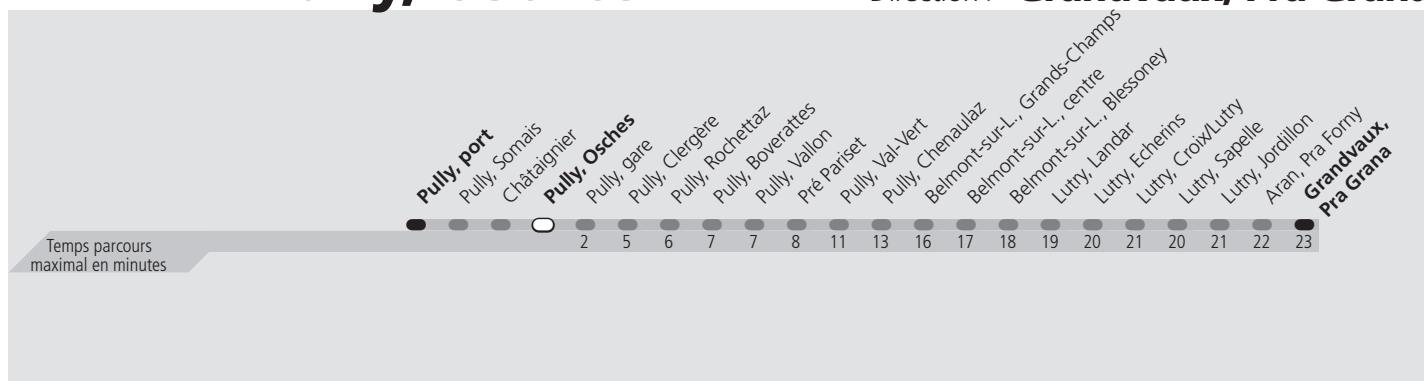 Pully, port
Pully, Somais
Châtaignier
Pully, Osches
Pully, gare
Pully, Clergère
Pully, Rochettaz
Pully, Boverattes
Pully, Vallon
Pré Pariset
Pully, Val-Vert
Pully, Chenaulaz
Belmont-sur-L., Grands-Champs
Belmont-sur-L., centre
Belmont-sur-L., Blessoney
Lutry, Landar
Lutry, Echerins
Lutry, Croix/Lutry
Lutry, Sapelle
Lutry, Jordillon
Aran, Pra Forny
Grandvaux,
Pra Grana
Temps parcours
maximal en minutes
2 5 6 7 7 8 11 13 16 17 18 19 20 21 20 21 22 23